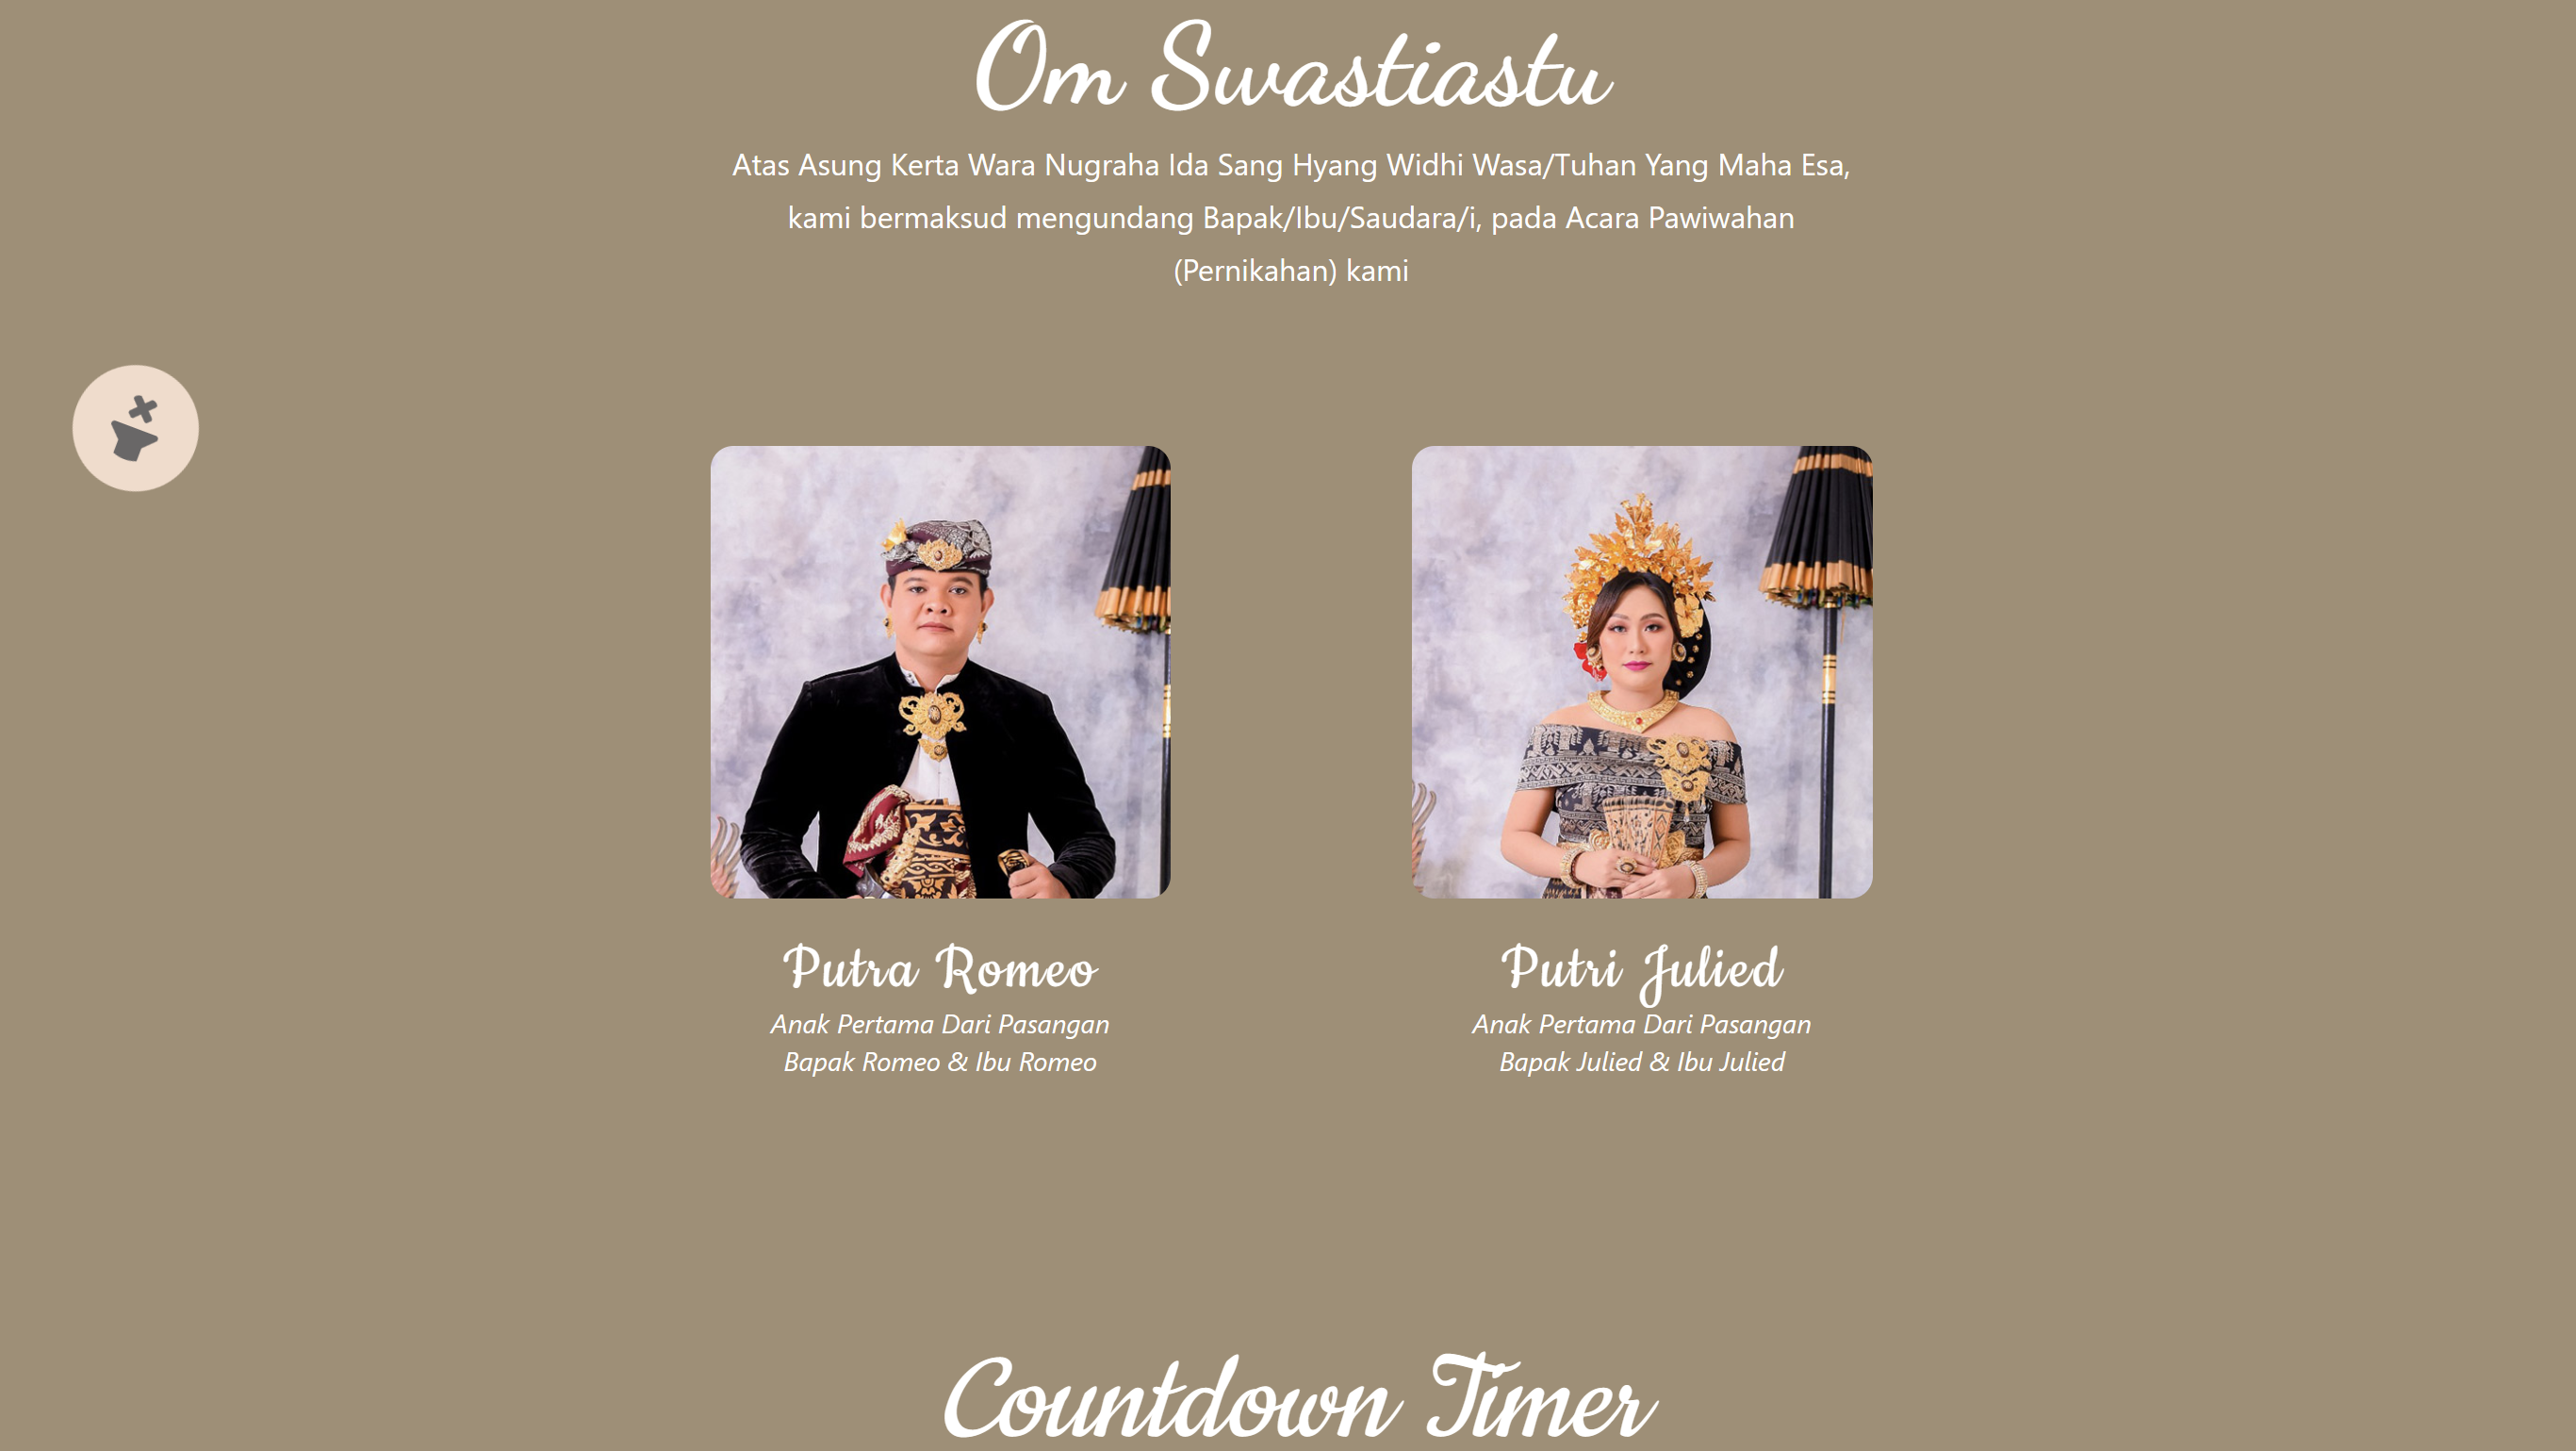 Om Swastiastu
Atas Asung Kerta Wara Nugraha Ida Sang Hyang Widhi Wasa/Tuhan Yang Maha Esa,
kami bermaksud mengundang Bapak/Ibu/Saudara/i, pada Acara Pawiwahan
(Pernikahan) kami
Putra Romeo
Anak Pertama Dari Pasangan
Bapak Romeo & Ibu Romeo
Putri Julied
Anak Pertama Dari Pasangan
Bapak Julied & Ibu Julied
Countdown Timer